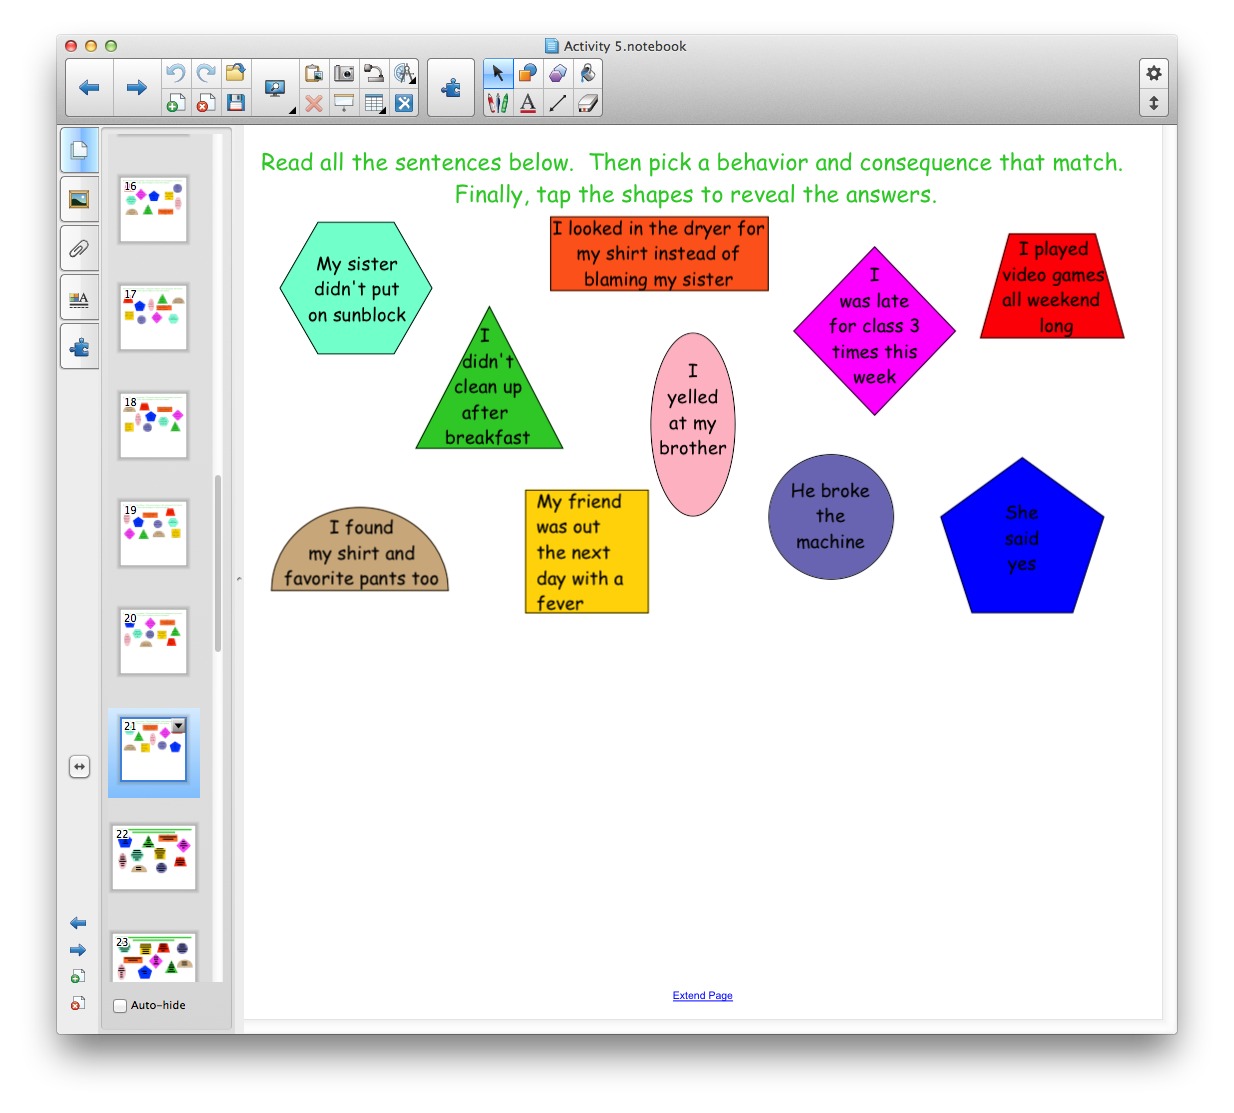 Activity 5.notebook
Read all the sentences below.  Then pick a behavior and consequence that match.
Finally, tap the shapes to reveal the answers.
My sister
didn't put
on sunblock
I looked in the dryer for
my shirt instead of
blaming my sister
I
was late
for class 3
times this
week
I played
video games
all weekend
long
I
didn't
clean up
after
breakfast
I
yelled
at my
brother
I found
my shirt and
favorite pants too
My friend
was out
the next
day with a
fever
He broke
the
machine
She
said
yes
Extend Page
16
17
18
19
20
21
22
23
Auto-hide